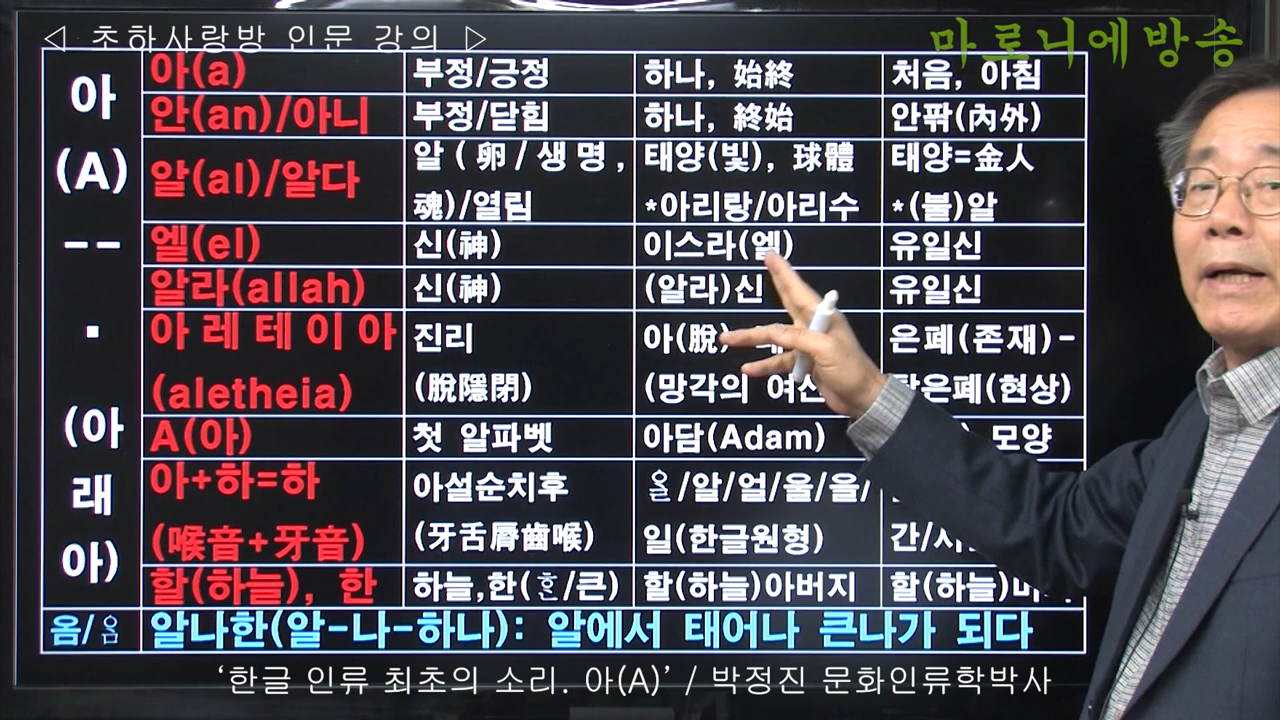 ◁ 초하사랑방 인문 강의 ▷
마로니에방송
아
(A)
––
·
(아
래
아)
아(a) 부정/긍정 하나, 始終 처음, 아침
안(an)/아니 부정/닫힘 하나, 終始 안팎(內外)
알(al)/알다 알(卵/생명, 태양(빛), 球體 태양=金人
魂)/열림 *아리랑/아리수 *(불)알
엘(el) 신(神) 이스라(엘) 유일신
알라(allah) 신(神) (알라)신 유일신
아레테이아 진리 아(脫) 은폐(존재)-
(aletheia) (脫隱閉) (망각의 탈은폐(현상)
A(아) 첫 알파벳 아담(Adam) 모양
아+하=하 아설순치후 ᄋᆞᆯ/알/얼/울/을/
(喉音+牙音) (牙舌脣齒喉) 일(한글원형) 간/시
할(하늘), 한 하늘,한(ᄒᆞᆫ/큰) 할(하늘)아버지 할(하늘)머
옴/ᄋᆞᆷ 알나한(알-나-하나): 알에서 태어나 큰나가 되다
‘한글 인류 최초의 소리. 아(A)’ / 박정진 문화인류학박사